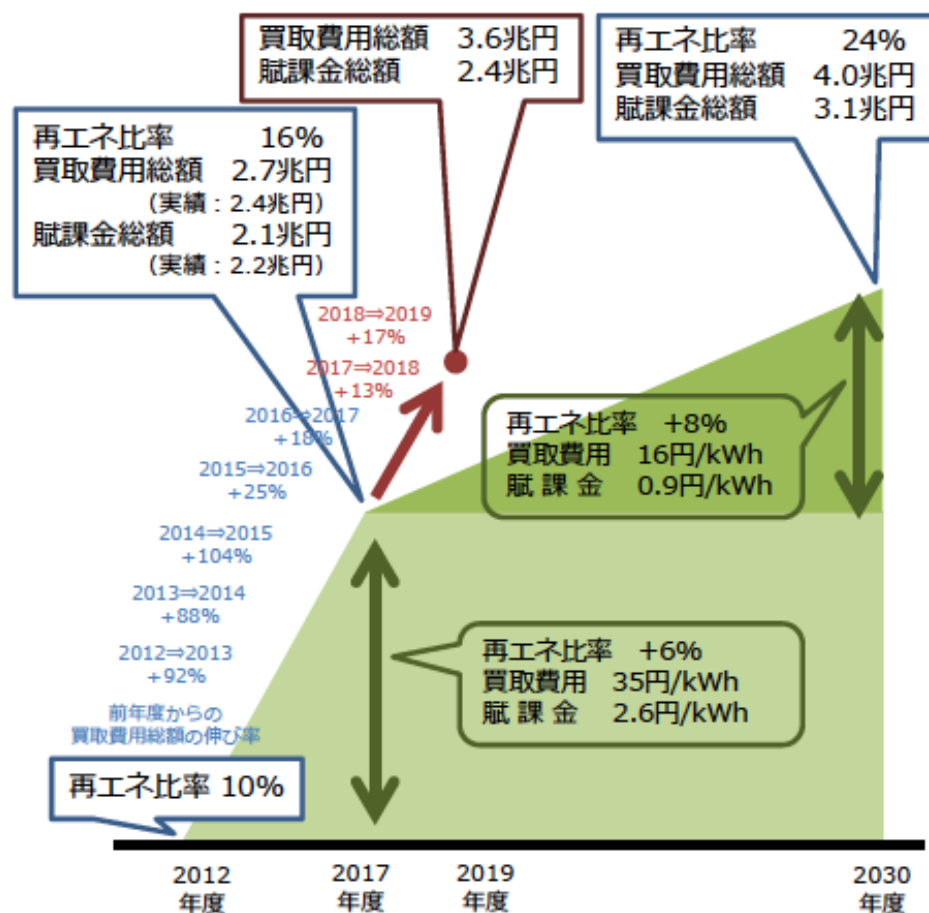 買取費用総額 3.6兆円
賦課金総額 2.4兆円
再エネ比率 24%
買取費用総額 4.0兆円
賦課金総額 3.1兆円
再エネ比率 16%
買取費用総額 2.7兆円
(実績:2.4兆円)
賦課金総額 2.1兆円
(実績:2.2兆円)
2018⇒2019
+17%
2017⇒2018
+13%
2016⇒2017
+18%
2015⇒2016
+25%
2014⇒2015
+104%
2013⇒2014
+88%
2012⇒2013
+92%
前年度からの
買取費用総額の伸び率
再エネ比率 +8%
買取費用 16円/kWh
賦課金 0.9円/kWh
再エネ比率 +6%
買取費用 35円/kWh
賦課金 2.6円/kWh
再エネ比率 10%
2012
年度
2017
年度
2019
年度
2030
年度